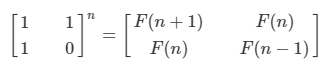 [1 1; 1 0]^n = [F(n + 1) F(n); F(n) F(n − 1)]